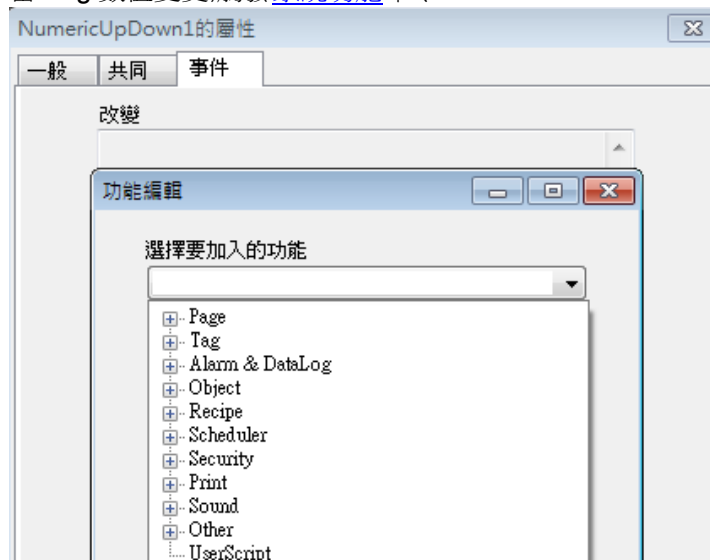 NumericUpDown1的屬性
一般 共同 事件
改變
功能編輯
選擇要加入的功能
Page
Tag
Alarm & DataLog
Object
Recipe
Scheduler
Security
Print
Sound
Other
UserScript